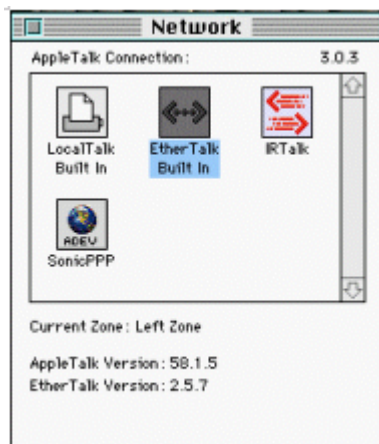 Network
AppleTalk Connection: 3.0.3
LocalTalk Built In
EtherTalk Built In
IRTalk
ADEV
SonicPPP
Current Zone: Left Zone
AppleTalk Version: 58.1.5
EtherTalk Version: 2.5.7